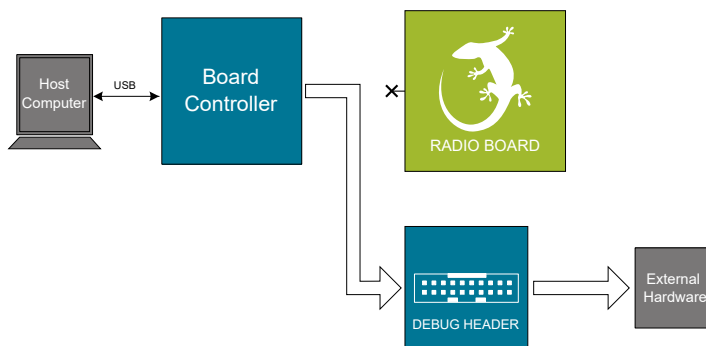 Host
Computer
USB
Board
Controller
RADIO BOARD
DEBUG HEADER
External
Hardware